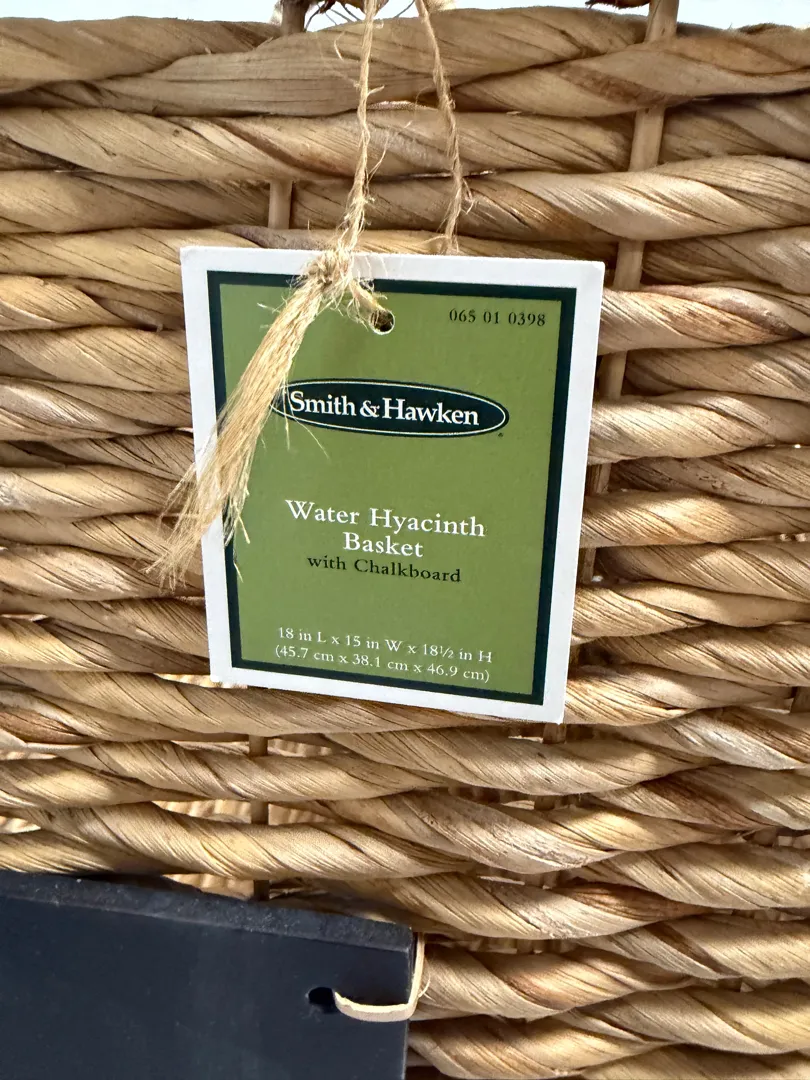 065 01 0398
Smith & Hawken
Water Hyacinth
Basket
with Chalkboard
18 in L x 15 in W x 18½ in H
(45.7 cm x 38.1 cm x 46.9 cm)